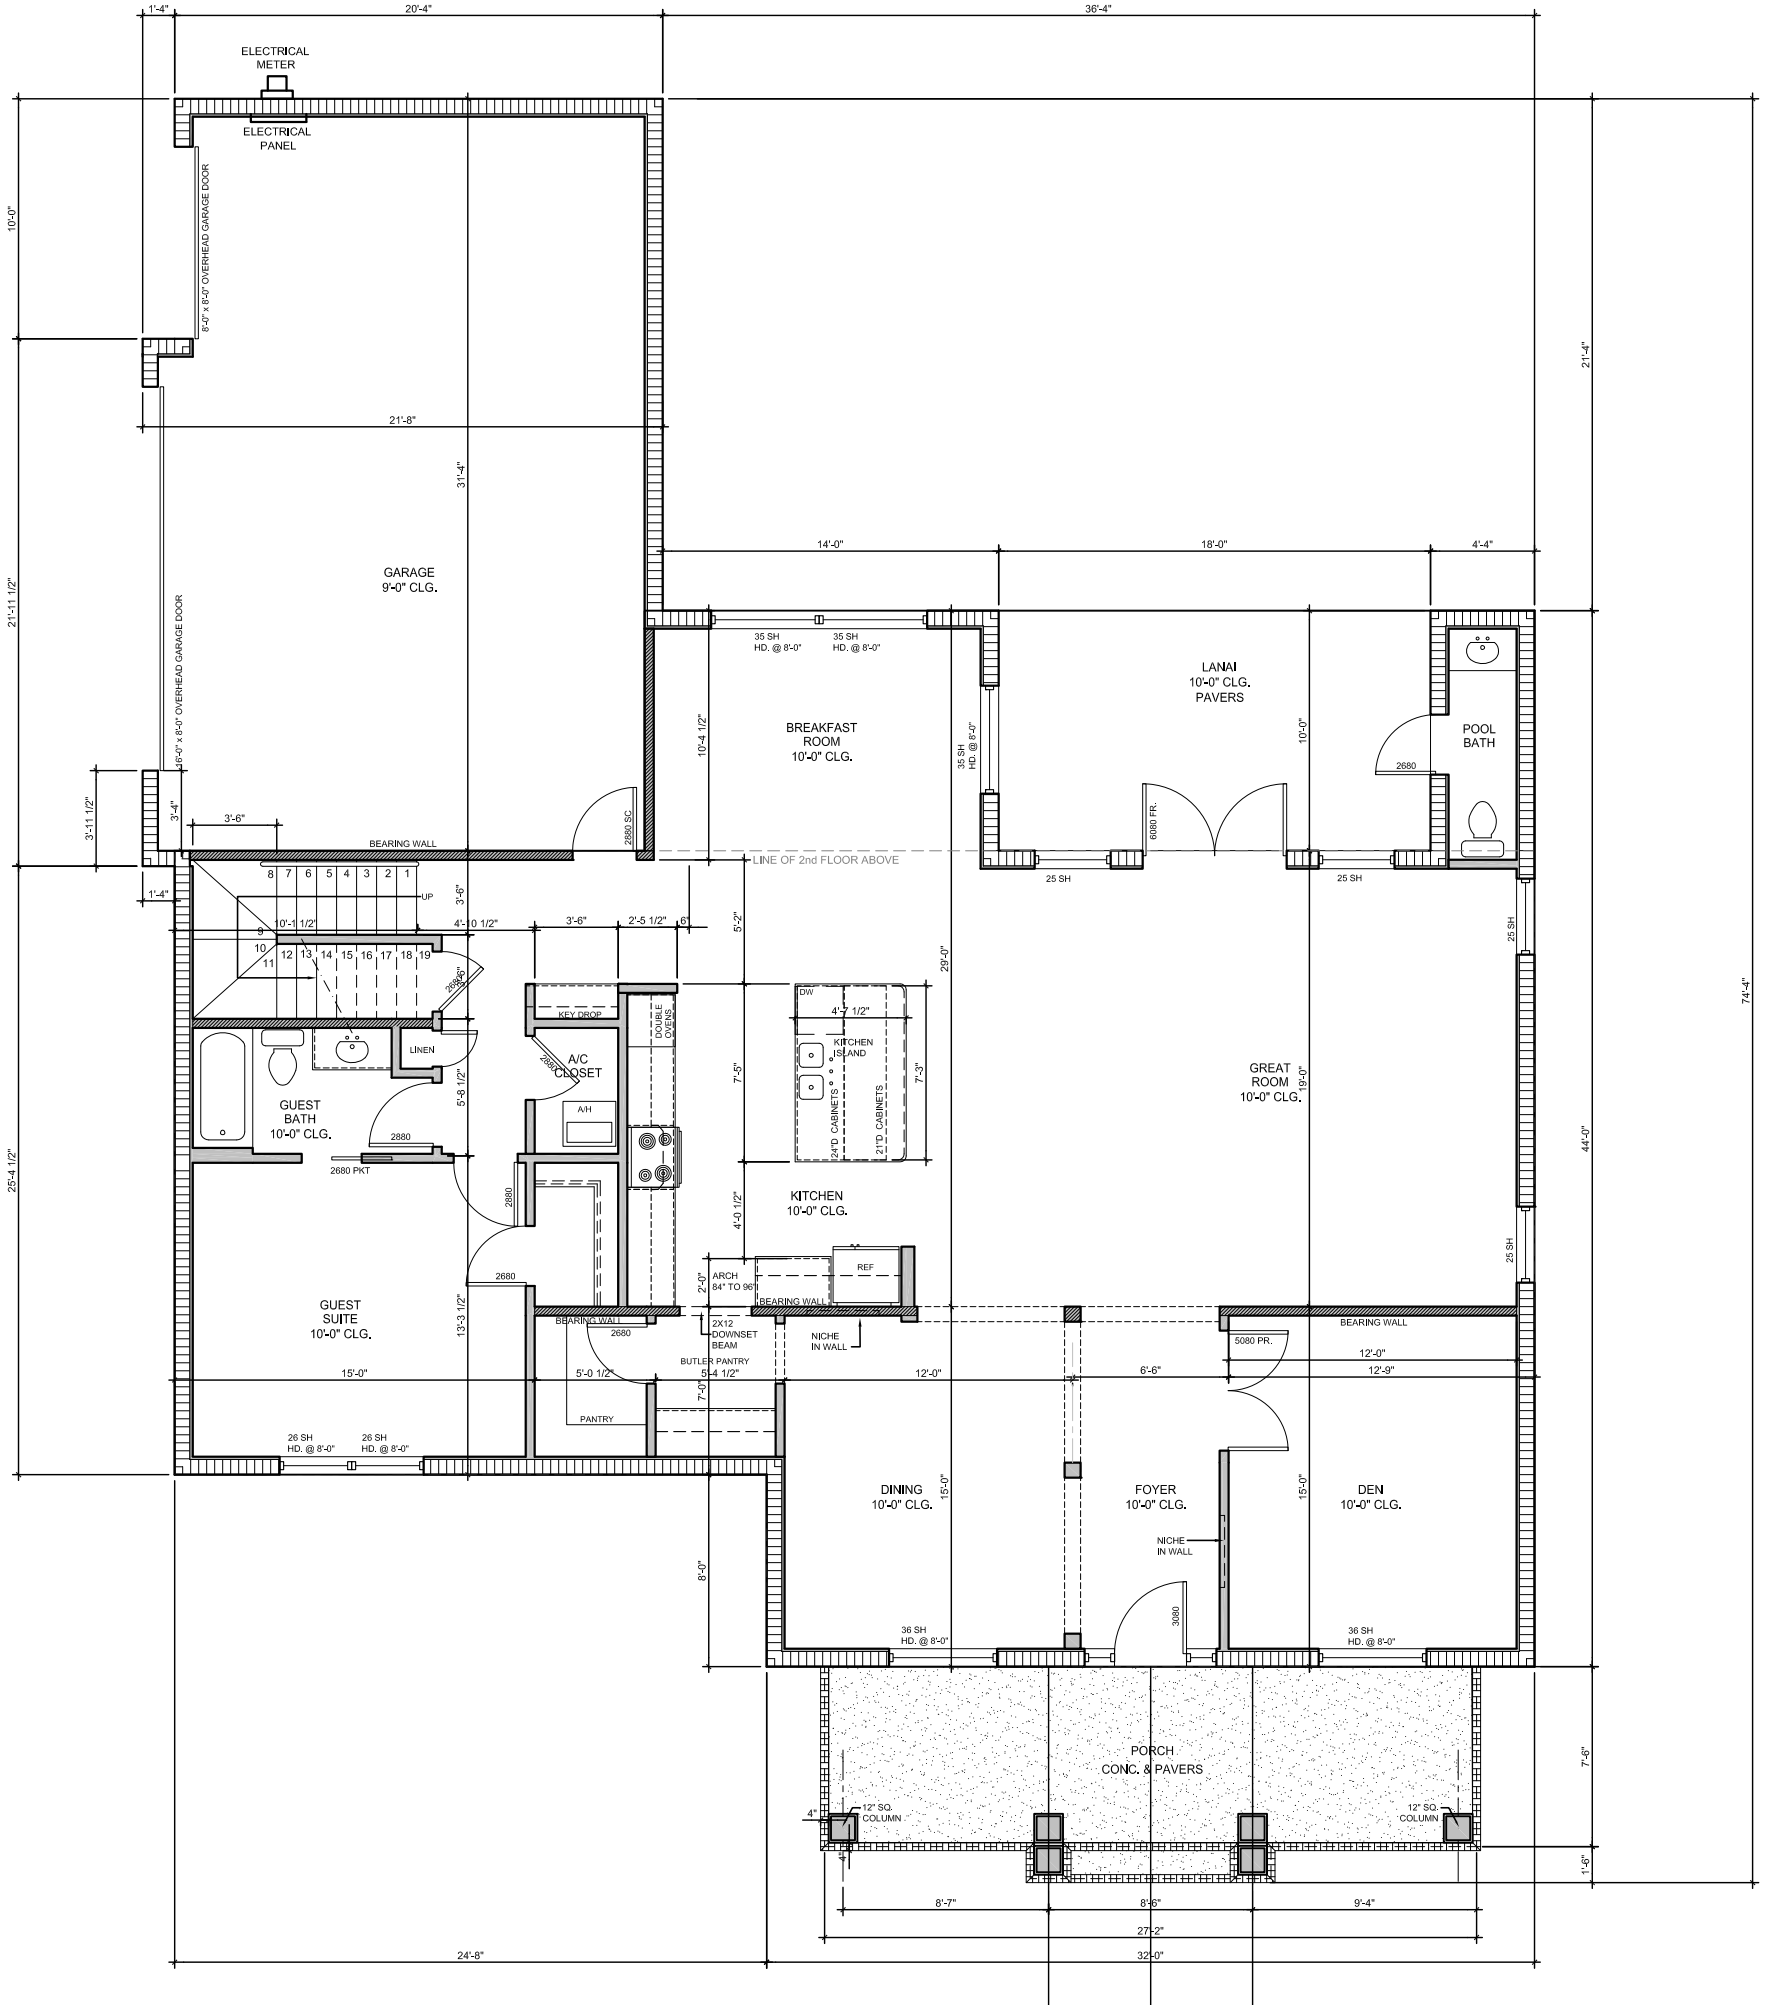 1'-4"
20'-4"
36'-4"
ELECTRICAL
METER
ELECTRICAL
PANEL
10'-0"
8'-0" x 8'-0" OVERHEAD GARAGE DOOR
21'-4"
21'-8"
31'-4"
14'-0"
18'-0"
4'-4"
GARAGE
9'-0" CLG.
21'-11 1/2"
16'-0" x 8'-0" OVERHEAD GARAGE DOOR
35 SH
HD. @ 8'-0"
35 SH
HD. @ 8'-0"
LANAI
10'-0" CLG.
PAVERS
BREAKFAST
ROOM
10'-0" CLG.
10'-4 1/2"
35 SH
HD. @ 8'-0"
10'-0"
POOL
BATH
2680
3'-11 1/2"
3'-4"
3'-6"
2880 SC
6080 FR.
BEARING WALL
LINE OF 2nd FLOOR ABOVE
25 SH
25 SH
8
7
6
5
4
3
2
1
UP
1'-4"
3'-6"
10'-1 1/2"
4'-10 1/2"
3'-6"
2'-5 1/2"
6"
5'-2"
29'-0"
25 SH
9
10
11
12
13
14
15
16
17
18
19
2680
74'-4"
KEY DROP
DOUBLE
OVENS
DW
4'-7 1/2"
KITCHEN
ISLAND
LINEN
A/C
CLOSET
2680
A/H
5'-8 1/2"
7'-5"
7'-3"
24"D CABINETS
21"D CABINETS
GREAT
ROOM
10'-0" CLG.
19'-0"
GUEST
BATH
10'-0" CLG.
2880
2680 PKT
44'-0"
25'-4 1/2"
2880
KITCHEN
10'-0" CLG.
4'-0 1/2"
25 SH
2680
ARCH
84" TO 96"
2'-0"
REF
BEARING WALL
GUEST
SUITE
10'-0" CLG.
13'-3 1/2"
BEARING WALL
2680
2X12
DOWNSET
BEAM
NICHE
IN WALL
BEARING WALL
5080 PR.
BUTLER PANTRY
12'-0"
15'-0"
5'-0 1/2"
5'-4 1/2"
7'-0"
12'-0"
6'-6"
12'-9"
PANTRY
26 SH
HD. @ 8'-0"
26 SH
HD. @ 8'-0"
DINING
10'-0" CLG.
15'-0"
FOYER
10'-0" CLG.
15'-0"
DEN
10'-0" CLG.
NICHE
IN WALL
8'-0"
3080
36 SH
HD. @ 8'-0"
36 SH
HD. @ 8'-0"
PORCH
CONC. & PAVERS
7'-6"
4"
12" SQ.
COLUMN
12" SQ.
COLUMN
4"
1'-6"
8'-7"
8'-6"
9'-4"
27'-2"
24'-8"
32'-0"